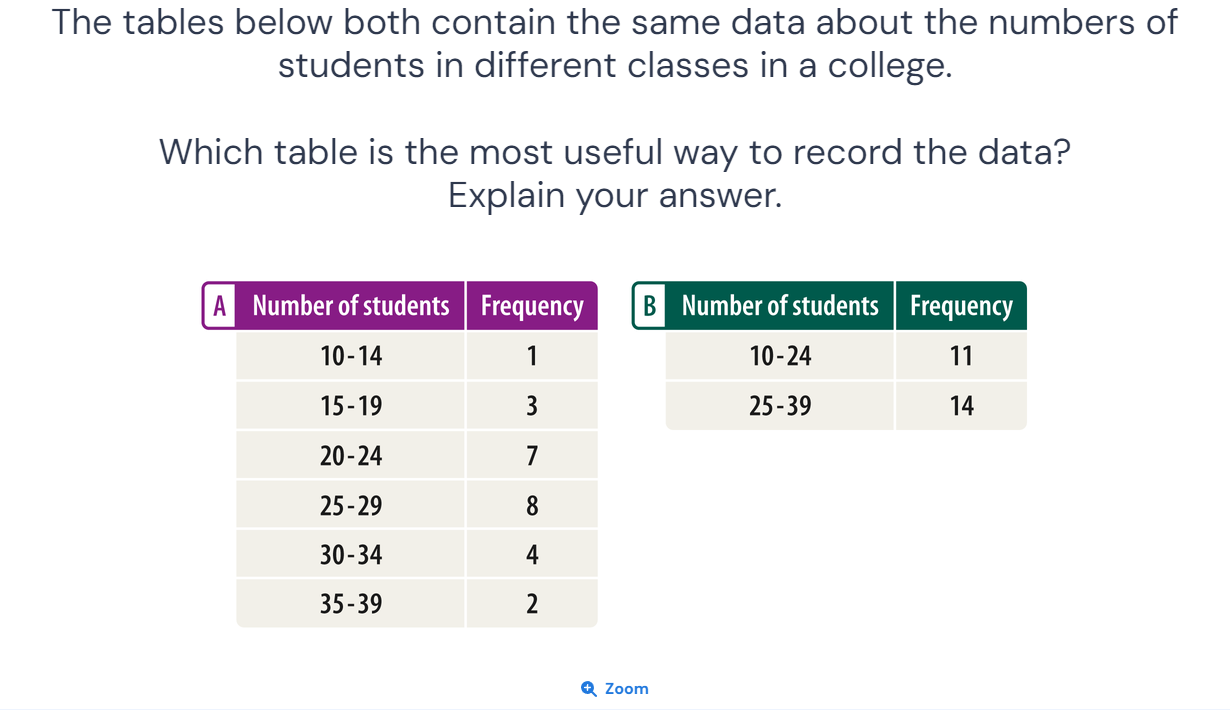 The tables below both contain the same data about the numbers of
students in different classes in a college.
Which table is the most useful way to record the data?
Explain your answer.
A Number of students Frequency
10-14 1
15-19 3
20-24 7
25-29 8
30-34 4
35-39 2
B Number of students Frequency
10-24 11
25-39 14
Zoom